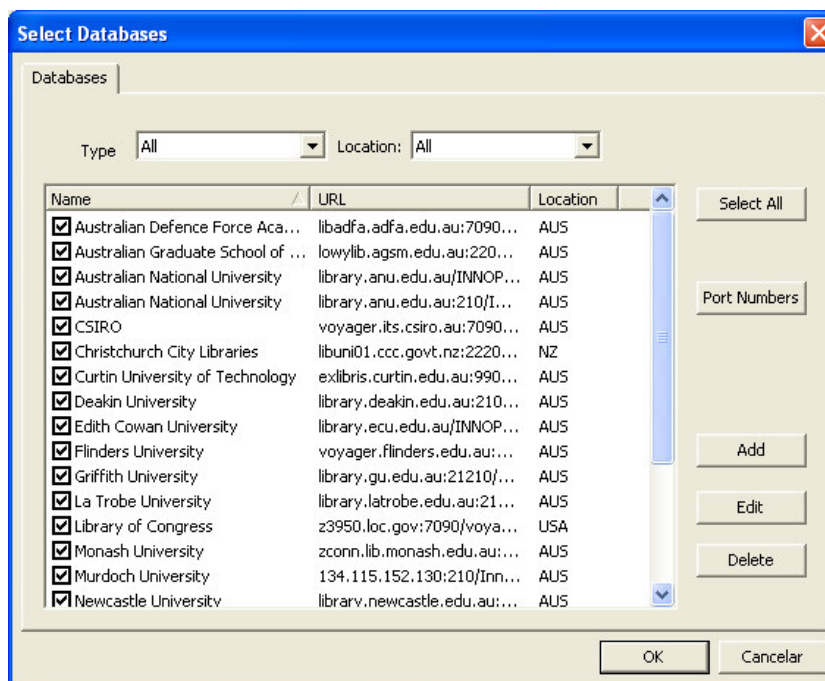 Select Databases
Databases
Type All Location: All
Name URL Location
Select All
Australian Defence Force Aca... libadfa.adfa.edu.au:7090... AUS
Australian Graduate School of ... lowylib.agsm.edu.au:220... AUS
Australian National University library.anu.edu.au/INNOP... AUS
Port Numbers
Australian National University library.anu.edu.au:210/I... AUS
CSIRO voyager.its.csiro.au:7090... AUS
Christchurch City Libraries libuni01.ccc.govt.nz:2220... NZ
Curtin University of Technology exlibris.curtin.edu.au:990... AUS
Deakin University library.deakin.edu.au:210... AUS
Edith Cowan University library.ecu.edu.au/INNOP... AUS
Flinders University voyager.flinders.edu.au:... AUS
Add
Griffith University library.gu.edu.au:21210/... AUS
La Trobe University library.latrobe.edu.au:21... AUS
Edit
Library of Congress z3950.loc.gov:7090/voya... USA
Monash University zconn.lib.monash.edu.au:... AUS
Delete
Murdoch University 134.115.152.130:210/Inn... AUS
Newcastle University library.newcastle.edu.au:... AUS
OK Cancelar